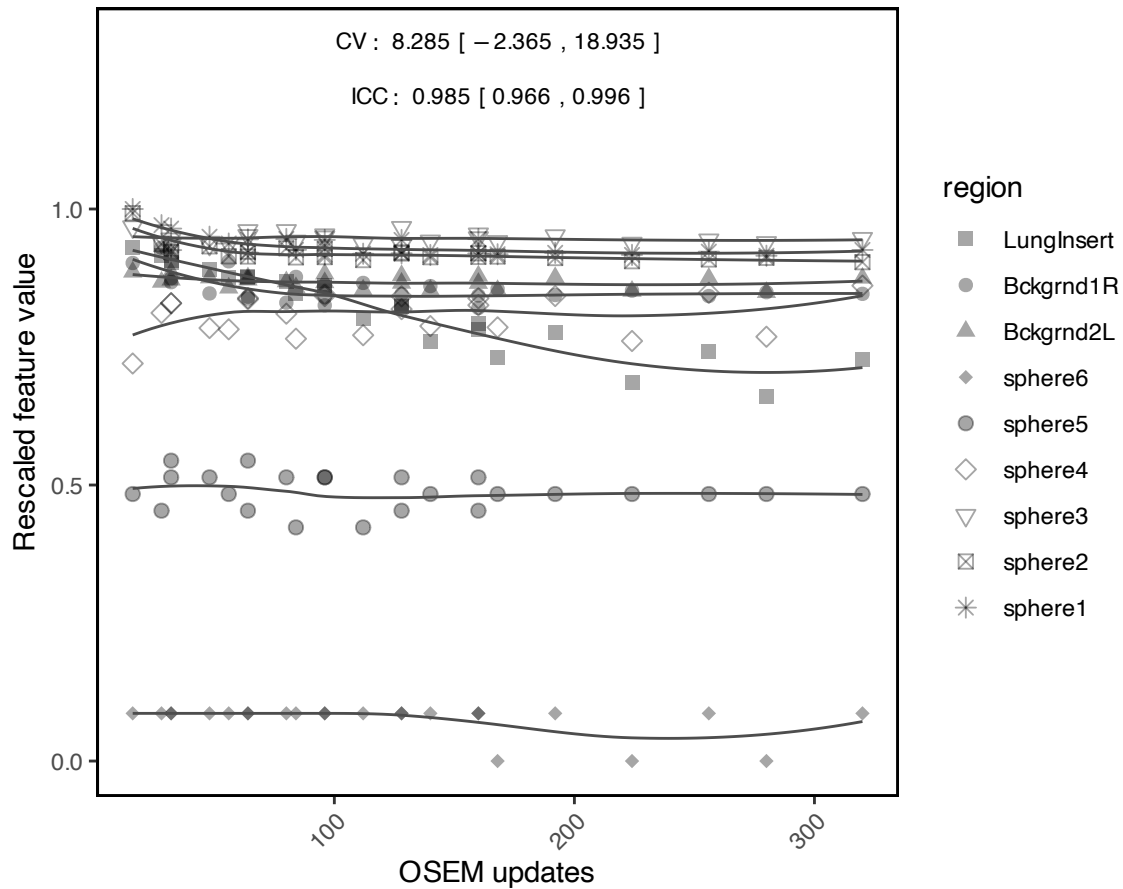 CV : 8.285 [ −2.365 , 18.935 ]
ICC : 0.985 [ 0.966 , 0.996 ]
Rescaled feature value
1.0
0.5
0.0
100
200
300
OSEM updates
region
LungInsert
Bckgrnd1R
Bckgrnd2L
sphere6
sphere5
sphere4
sphere3
sphere2
sphere1